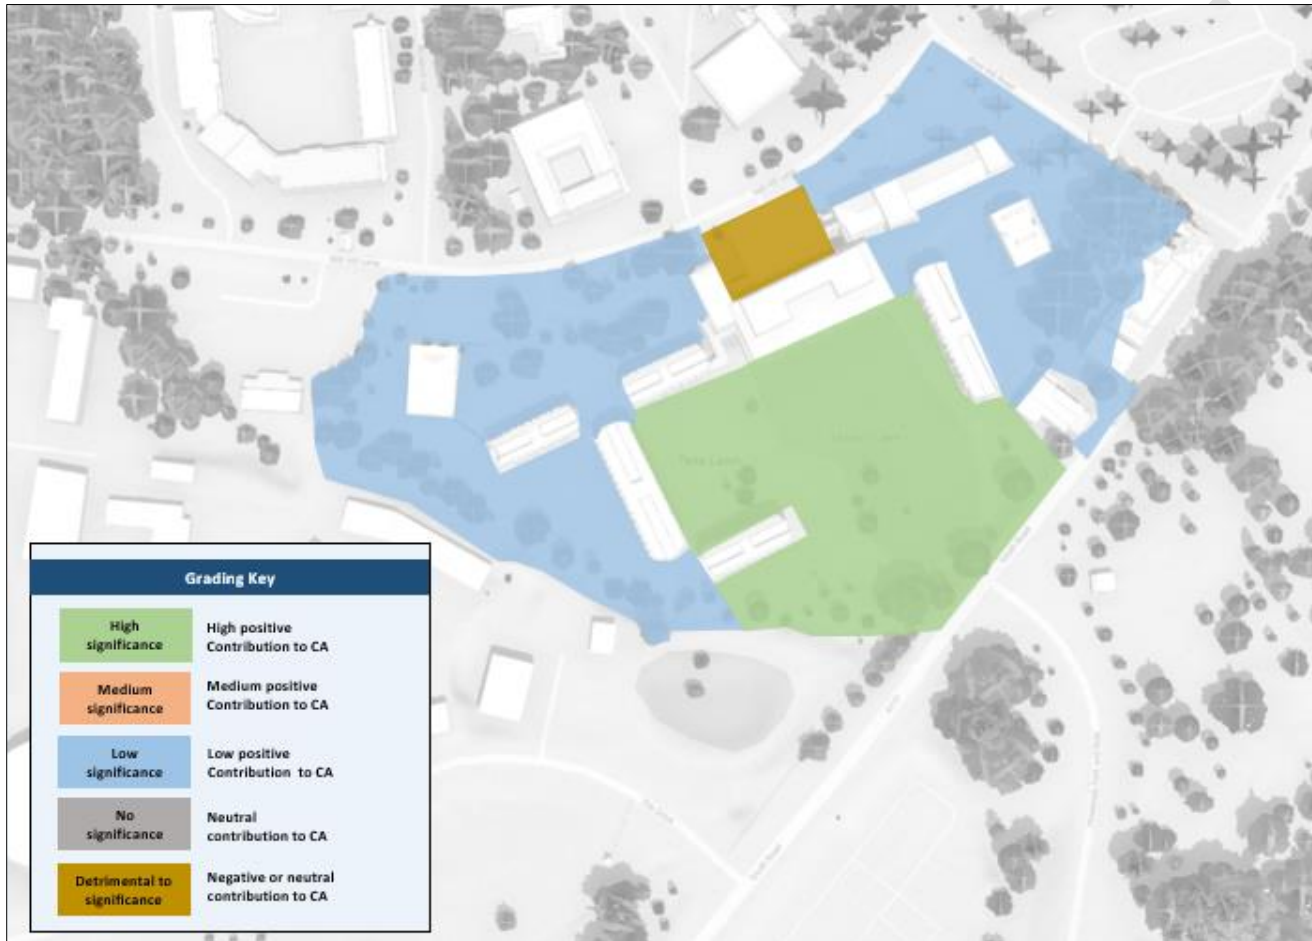 Grading Key
High
significance
High positive
Contribution to CA
Medium
significance
Medium positive
Contribution to CA
Low
significance
Low positive
Contribution to CA
No
significance
Neutral
contribution to CA
Detrimental to
significance
Negative or neutral
contribution to CA